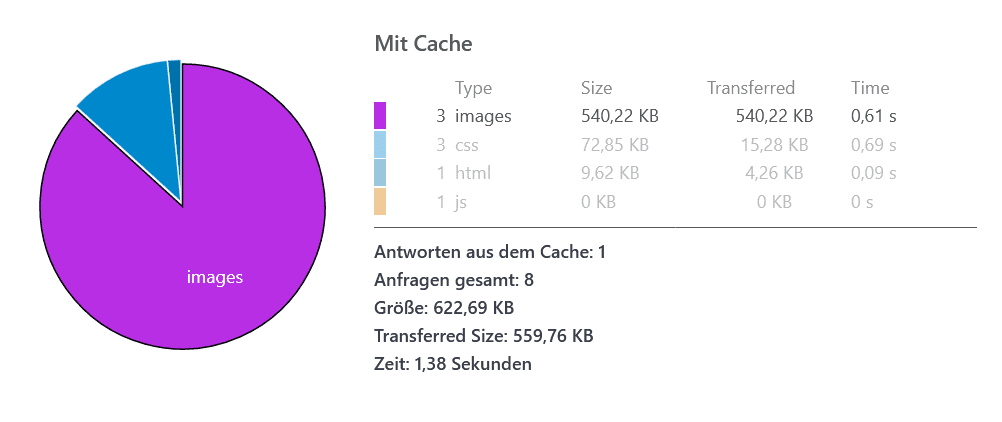 Mit Cache
Type Size Transferred Time
3 images 540,22 KB 540,22 KB 0,61 s
3 css 72,85 KB 15,28 KB 0,69 s
1 html 9,62 KB 4,26 KB 0,09 s
1 js 0 KB 0 KB 0 s
images
Antworten aus dem Cache: 1
Anfragen gesamt: 8
Größe: 622,69 KB
Transferred Size: 559,76 KB
Zeit: 1,38 Sekunden